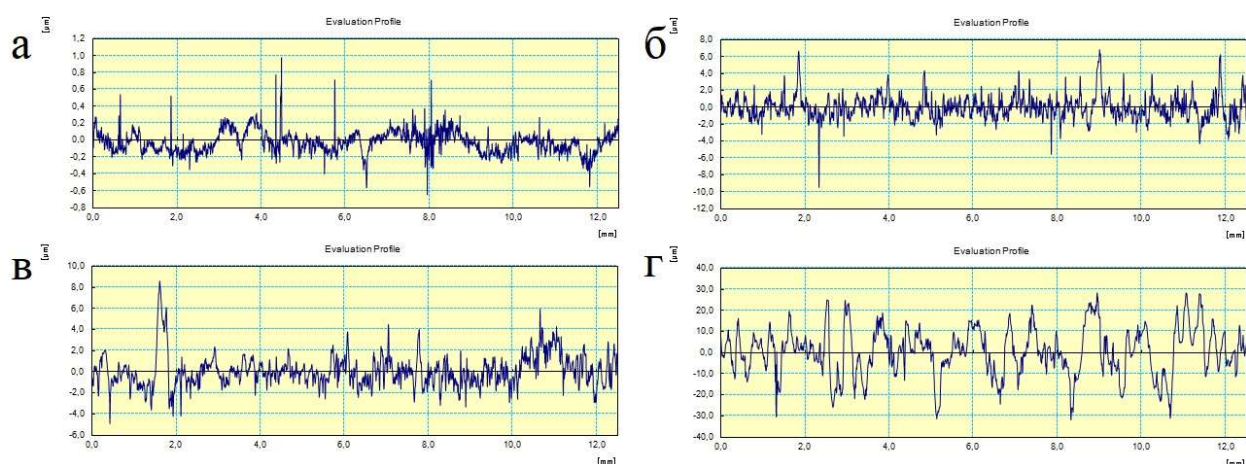 а
[µm]
Evaluation Profile
1,2
1,0
0,8
0,6
0,4
0,2
0,0
-0,2
-0,4
-0,6
-0,8
0,0 2,0 4,0 6,0 8,0 10,0 12,0
[mm]
б
[µm]
Evaluation Profile
8,0
6,0
4,0
2,0
0,0
-2,0
-4,0
-6,0
-8,0
-10,0
-12,0
0,0 2,0 4,0 6,0 8,0 10,0 12,0
[mm]
в
[µm]
Evaluation Profile
10,0
8,0
6,0
4,0
2,0
0,0
-2,0
-4,0
-6,0
0,0 2,0 4,0 6,0 8,0 10,0 12,0
[mm]
г
[µm]
Evaluation Profile
40,0
30,0
20,0
10,0
0,0
-10,0
-20,0
-30,0
-40,0
0,0 2,0 4,0 6,0 8,0 10,0 12,0
[mm]